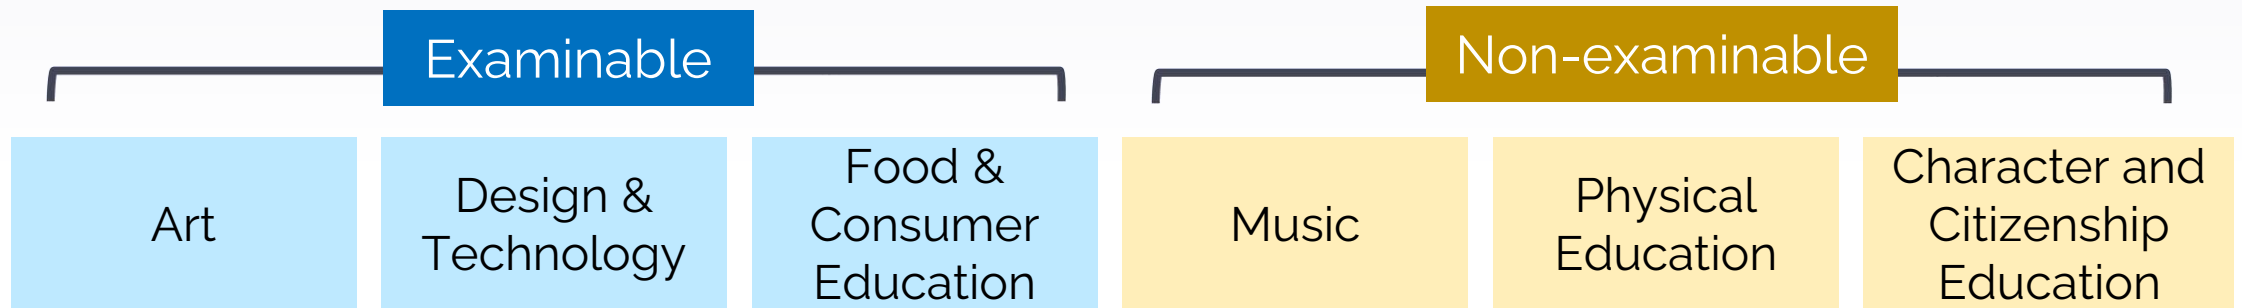 Examinable
Non-examinable
Art
Design &
Technology
Food &
Consumer
Education
Music
Physical
Education
Character and
Citizenship
Education